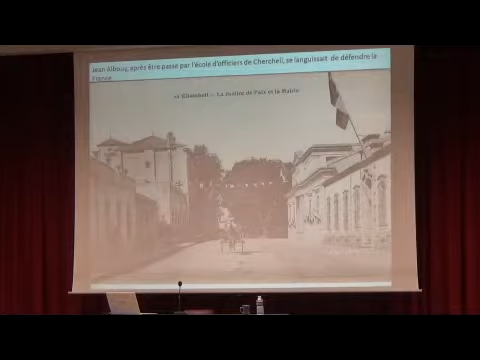 Jean Albouy, après être passé par l'école d'officiers de Cherchell, se languissait de défendre la
France
La Justice de Paix et la Mairie